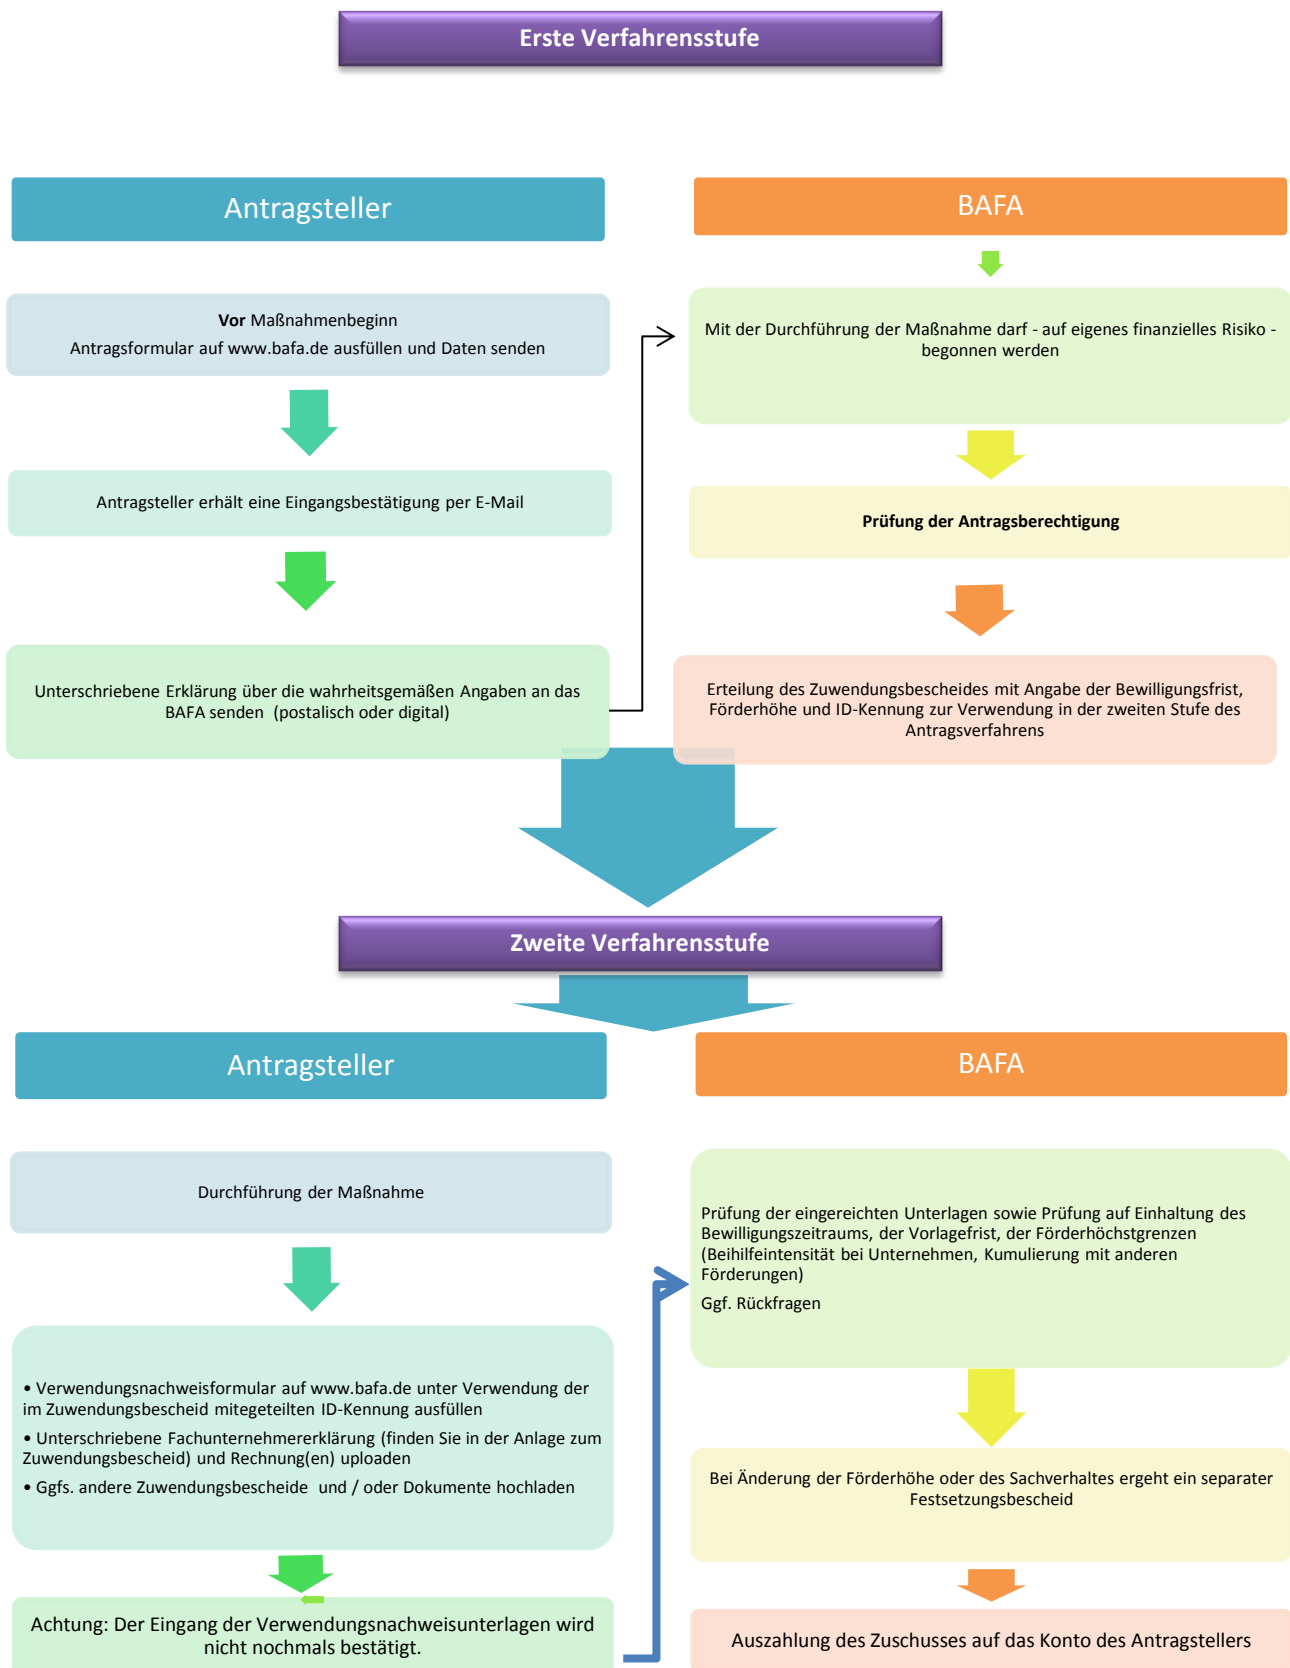 Erste Verfahrensstufe
Antragsteller
Vor Maßnahmenbeginn
Antragsformular auf www.bafa.de ausfüllen und Daten senden
Antragsteller erhält eine Eingangsbestätigung per E-Mail
Unterschriebene Erklärung über die wahrheitsgemäßen Angaben an das
BAFA senden (postalisch oder digital)
BAFA
Mit der Durchführung der Maßnahme darf - auf eigenes finanzielles Risiko -
begonnen werden
Prüfung der Antragsberechtigung
Erteilung des Zuwendungsbescheides mit Angabe der Bewilligungsfrist,
Förderhöhe und ID-Kennung zur Verwendung in der zweiten Stufe des
Antragsverfahrens
Zweite Verfahrensstufe
Antragsteller
Durchführung der Maßnahme
• Verwendungsnachweisformular auf www.bafa.de unter Verwendung der
im Zuwendungsbescheid mitegeteilten ID-Kennung ausfüllen
• Unterschriebene Fachunternehmererklärung (finden Sie in der Anlage zum
Zuwendungsbescheid) und Rechnung(en) uploaden
• Ggfs. andere Zuwendungsbescheide und / oder Dokumente hochladen
Achtung: Der Eingang der Verwendungsnachweisunterlagen wird
nicht nochmals bestätigt.
BAFA
Prüfung der eingereichten Unterlagen sowie Prüfung auf Einhaltung des
Bewilligungszeitraums, der Vorlagefrist, der Förderhöchstgrenzen
(Beihilfeintensität bei Unternehmen, Kumulierung mit anderen
Förderungen)
Ggf. Rückfragen
Bei Änderung der Förderhöhe oder des Sachverhaltes ergeht ein separater
Festsetzungsbescheid
Auszahlung des Zuschusses auf das Konto des Antragstellers